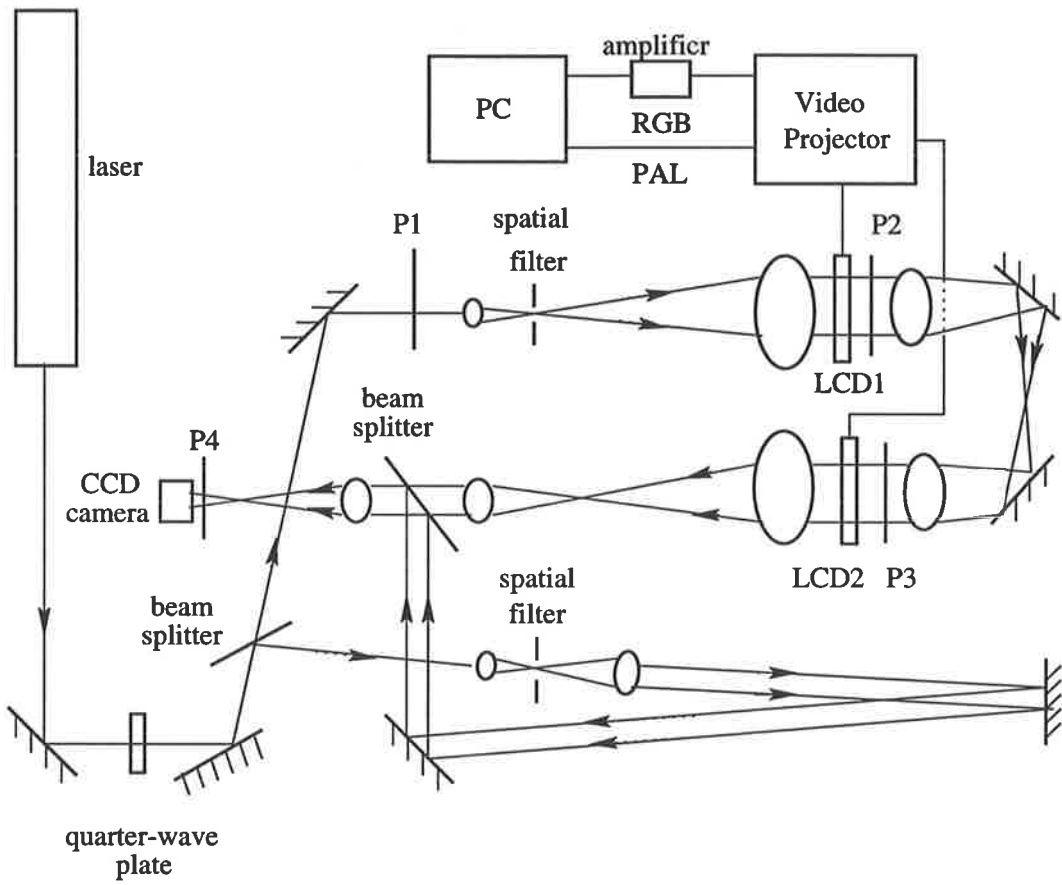 amplifier
PC
RGB
PAL
Video
Projector
laser
P1
spatial
filter
P2
LCD1
beam
splitter
P4
CCD
camera
LCD2
P3
spatial
filter
beam
splitter
quarter-wave
plate